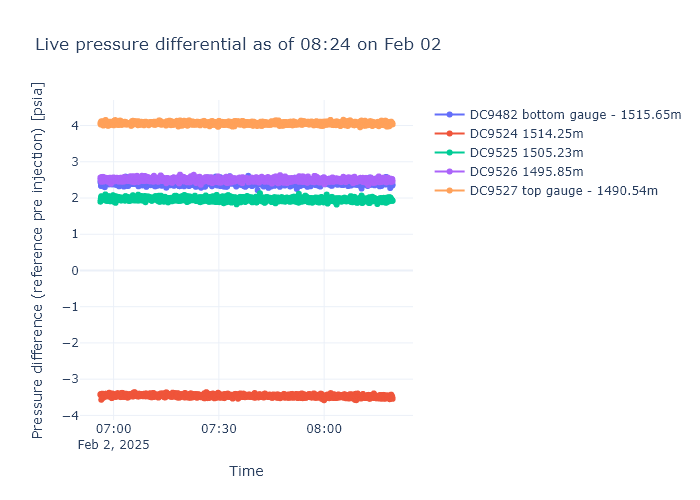 Live pressure differential as of 08:24 on Feb 02
Pressure difference (reference pre injection) [psia]
4
3
2
1
0
−1
−2
−3
−4
07:00
07:30
08:00
Feb 2, 2025
Time
DC9482 bottom gauge - 1515.65m
DC9524 1514.25m
DC9525 1505.23m
DC9526 1495.85m
DC9527 top gauge - 1490.54m